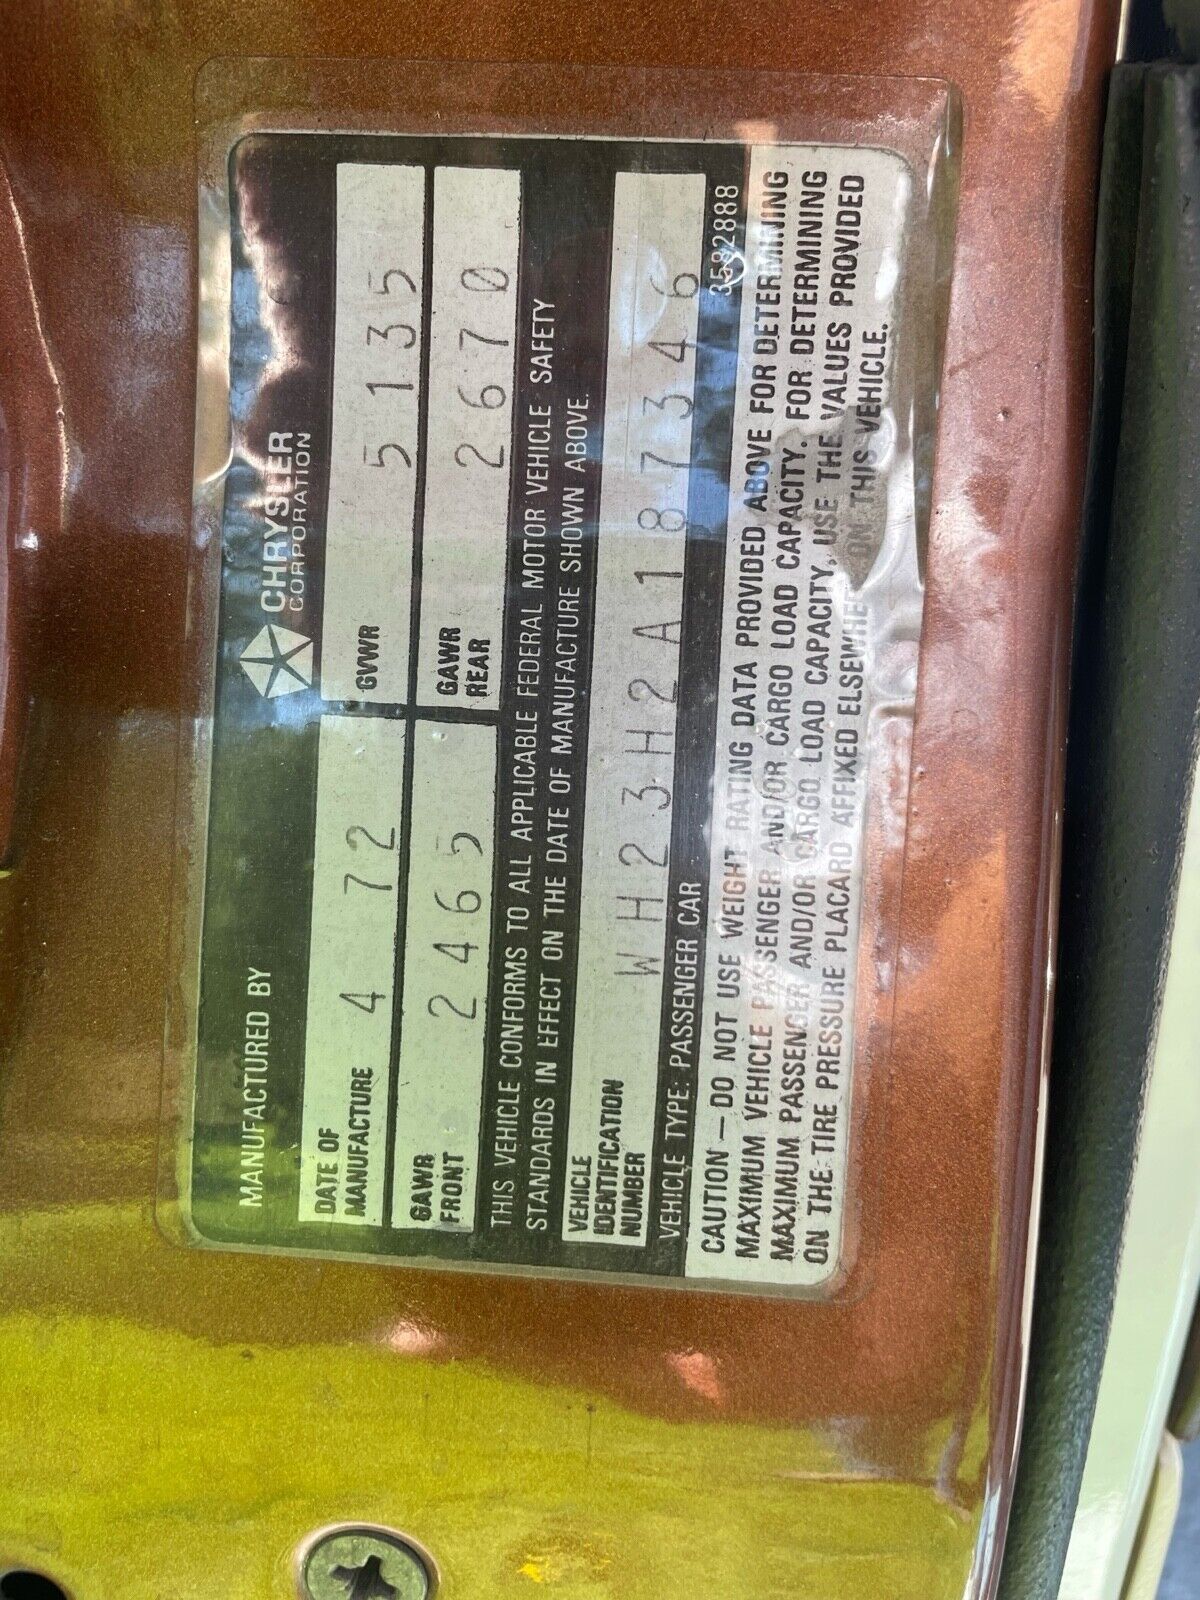 MANUFACTURED BY CHRYSLER
CORPORATION
DATE OF
MANUFACTURE 4 72
GVWR 5135
GAWR
FRONT 2465
GAWR
REAR 2670
THIS VEHICLE CONFORMS TO ALL APPLICABLE FEDERAL MOTOR VEHICLE SAFETY
STANDARDS IN EFFECT ON THE DATE OF MANUFACTURE SHOWN ABOVE.
VEHICLE
IDENTIFICATION
NUMBER WH23H2A187346
VEHICLE TYPE: PASSENGER CAR 3582888
CAUTION — DO NOT USE WEIGHT RATING DATA PROVIDED ABOVE FOR DETERMINING
MAXIMUM VEHICLE PASSENGER AND/OR CARGO LOAD CAPACITY. FOR DETERMINING
MAXIMUM PASSENGER AND/OR CARGO LOAD CAPACITY, USE THE VALUES PROVIDED
ON THE TIRE PRESSURE PLACARD AFFIXED ELSEWHERE ON THIS VEHICLE.